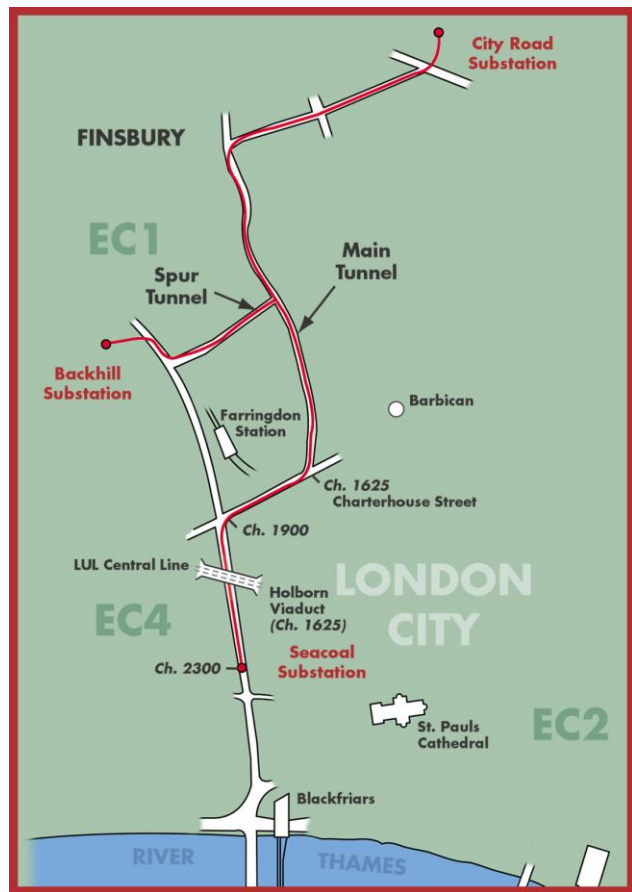 City Road
Substation
FINSBURY
EC1
Main
Tunnel
Spur
Tunnel
Backhill
Substation
Barbican
Farringdon
Station
Ch. 1625
Charterhouse Street
Ch. 1900
LUL Central Line
LONDON
CITY
Holborn
Viaduct
(Ch. 1625)
EC4
Seacoal
Substation
Ch. 2300
St. Pauls
Cathedral
EC2
Blackfriars
RIVER
THAMES